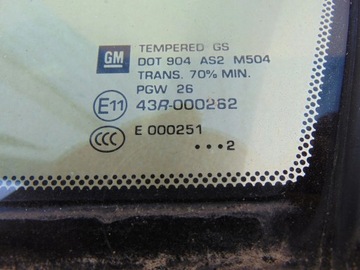 GM
TEMPERED GS
DOT 904 AS2 M504
TRANS. 70% MIN.
PGW 26
E11 43R-000262
CCC E 000251
•••2